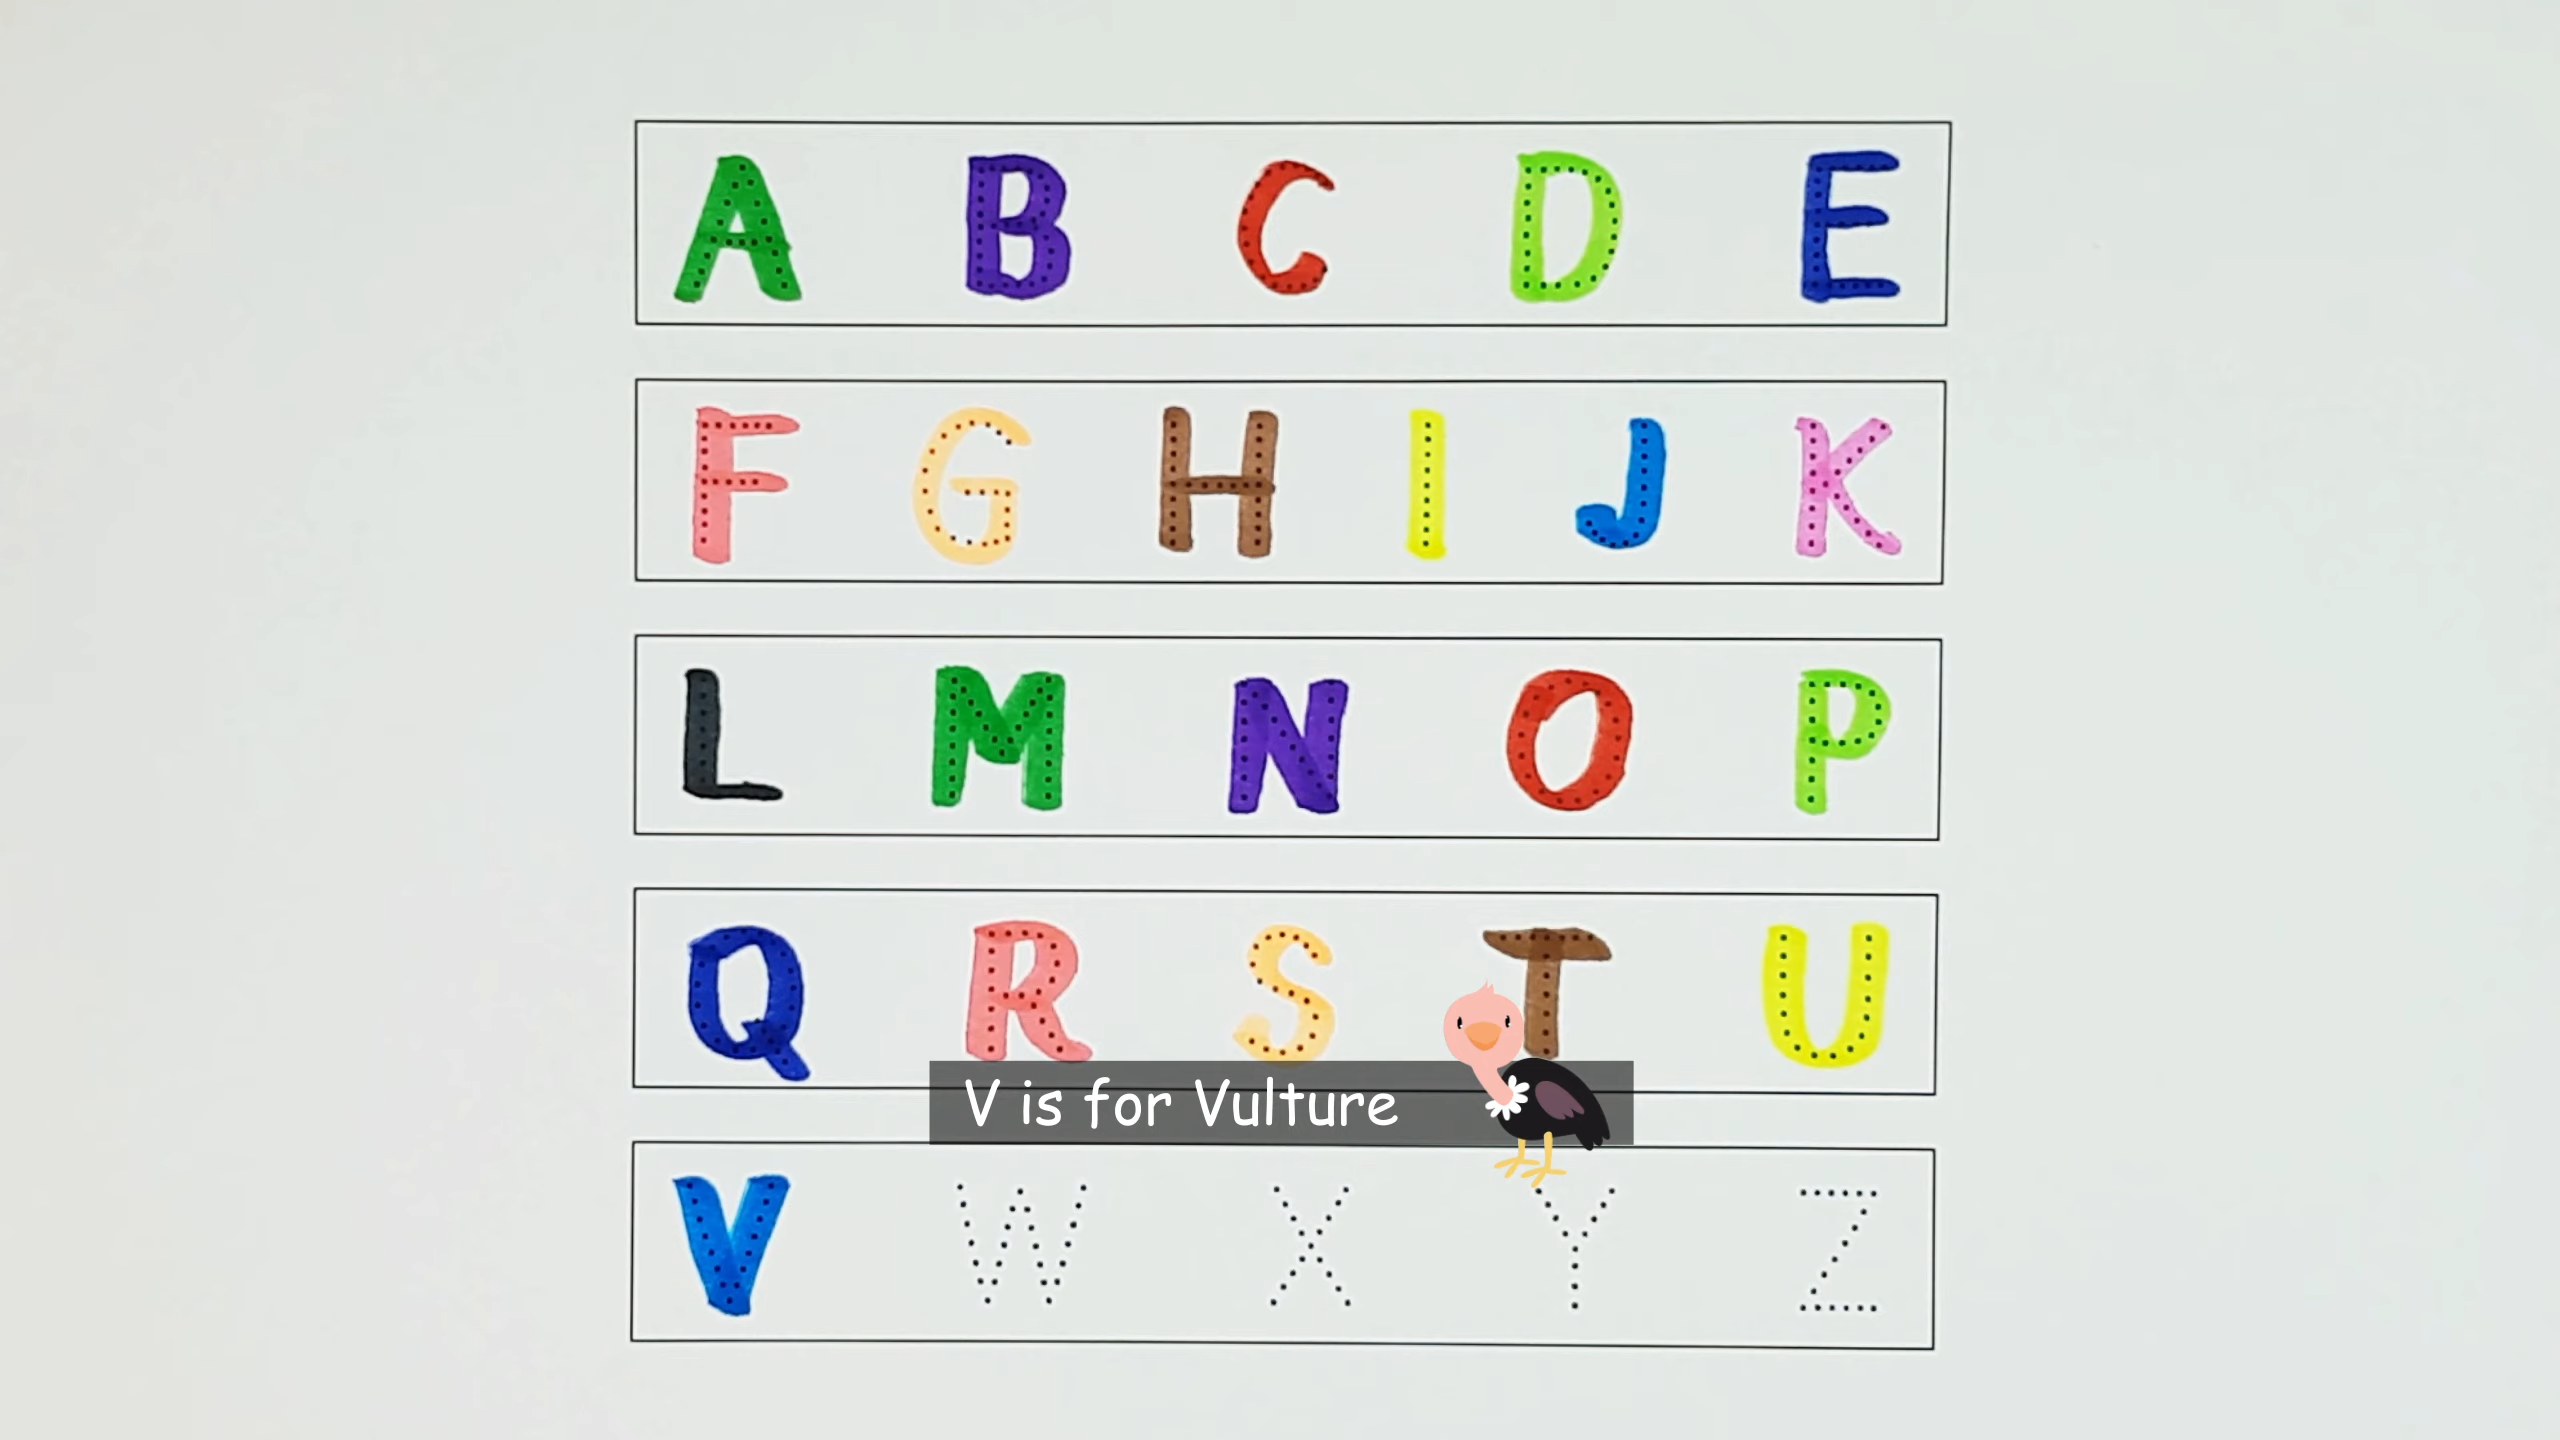 A B C D E
F G H I J K
L M N O P
Q R S T U
V is for Vulture
V W X Y Z